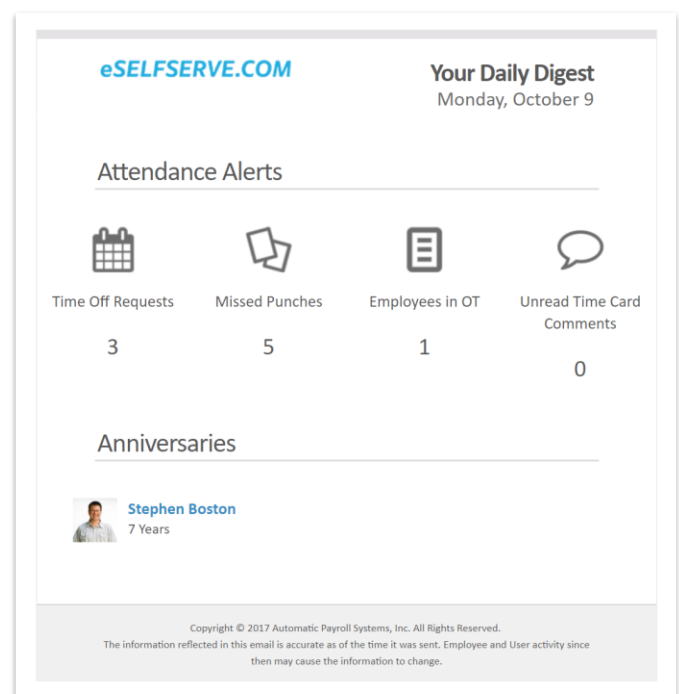 eSELFSERVE.COM
Your Daily Digest
Monday, October 9
Attendance Alerts
Time Off Requests
3
Missed Punches
5
Employees in OT
1
Unread Time Card
Comments
0
Anniversaries
Stephen Boston
7 Years
Copyright © 2017 Automatic Payroll Systems, Inc. All Rights Reserved.
The information reflected in this email is accurate as of the time it was sent. Employee and User activity since
then may cause the information to change.